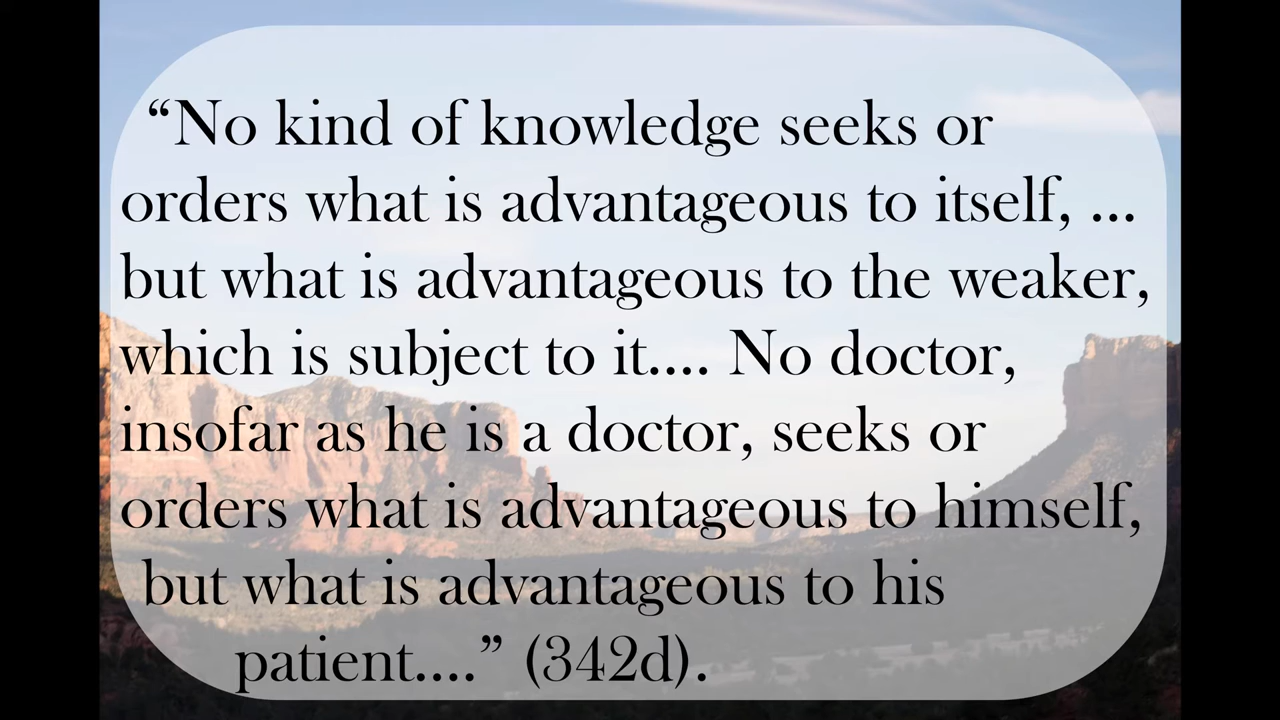 “No kind of knowledge seeks or
orders what is advantageous to itself, ...
but what is advantageous to the weaker,
which is subject to it.... No doctor,
insofar as he is a doctor, seeks or
orders what is advantageous to himself,
but what is advantageous to his
patient....” (342d).